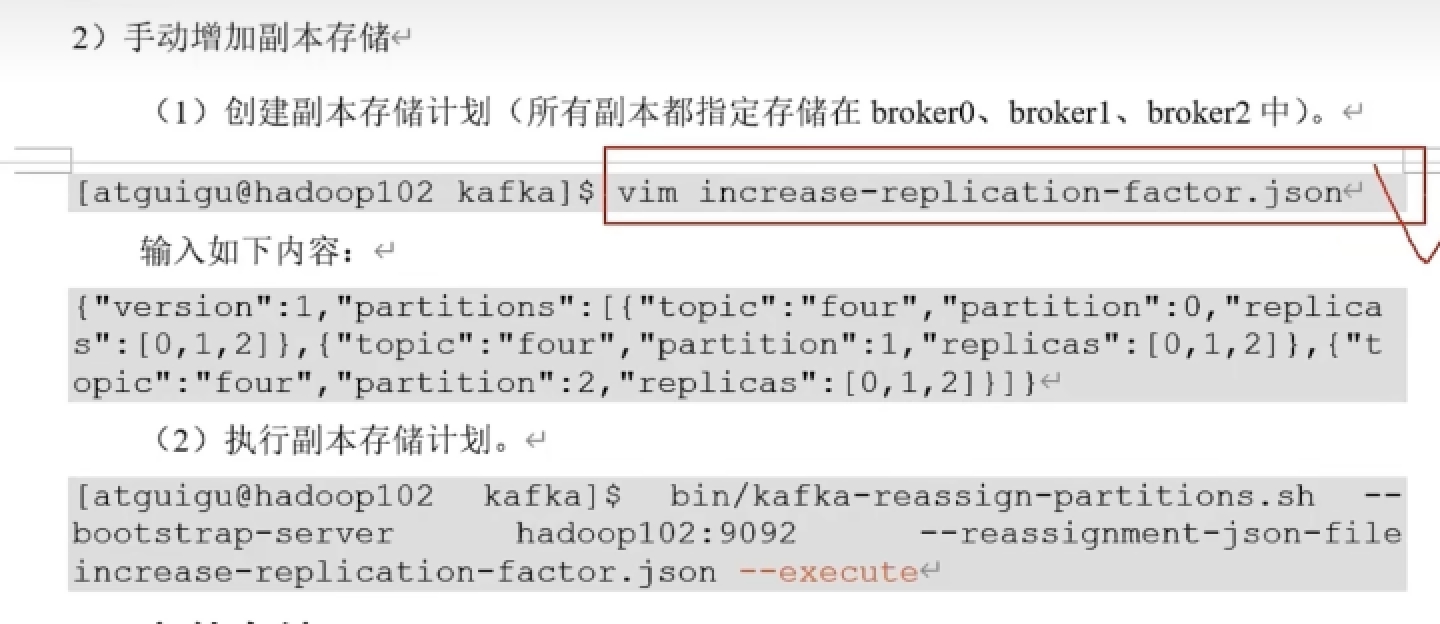 2）手动增加副本存储↵
（1）创建副本存储计划（所有副本都指定存储在 broker0、broker1、broker2 中）。↵
[atguigu@hadoop102 kafka]$ vim increase-replication-factor.json↵
输入如下内容：↵
{"version":1,"partitions":[{"topic":"four","partition":0,"replica
s":[0,1,2]},{"topic":"four","partition":1,"replicas":[0,1,2]},{"t
opic":"four","partition":2,"replicas":[0,1,2]}]}↵
（2）执行副本存储计划。↵
[atguigu@hadoop102 kafka]$ bin/kafka-reassign-partitions.sh --
bootstrap-server hadoop102:9092 --reassignment-json-file
increase-replication-factor.json --execute↵